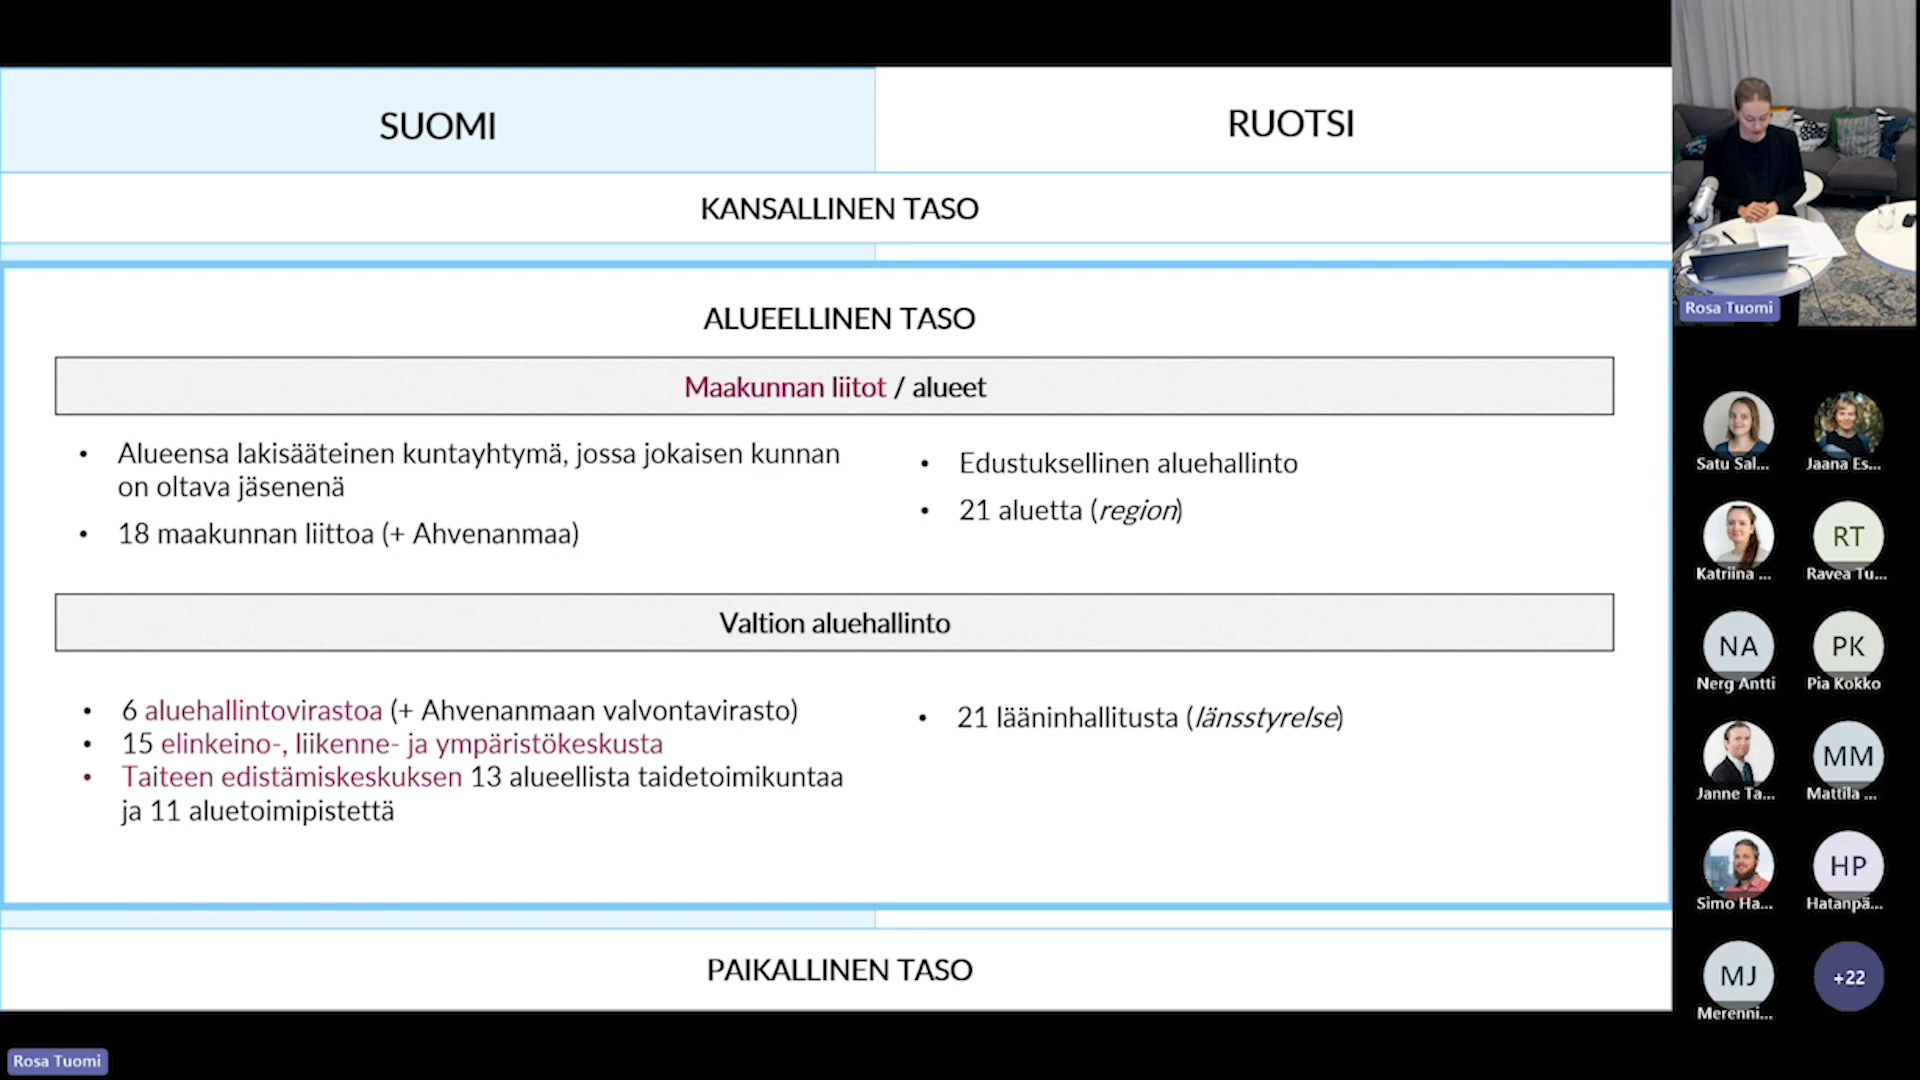 SUOMI
RUOTSI
KANSALLINEN TASO
ALUEELLINEN TASO
Maakunnan liitot / alueet
• Alueensa lakisääteinen kuntayhtymä, jossa jokaisen kunnan
on oltava jäsenenä
• 18 maakunnan liittoa (+ Ahvenanmaa)
• Edustuksellinen aluehallinto
• 21 aluetta (region)
Valtion aluehallinto
• 6 aluehallintovirastoa (+ Ahvenanmaan valvontavirasto)
• 15 elinkeino-, liikenne- ja ympäristökeskusta
• Taiteen edistämiskeskuksen 13 alueellista taidetoimikuntaa
ja 11 aluetoimipistettä
• 21 lääninhallitusta (länsstyrelse)
PAIKALLINEN TASO
Rosa Tuomi
Rosa Tuomi
Satu Sal...
Jaana Es...
Katriina ...
RT
Ravea Tu...
NA
Nerg Antti
PK
Pia Kokko
Janne Ta...
MM
Mattila ...
Simo Ha...
HP
Hatanpä...
MJ
Merenni...
+22